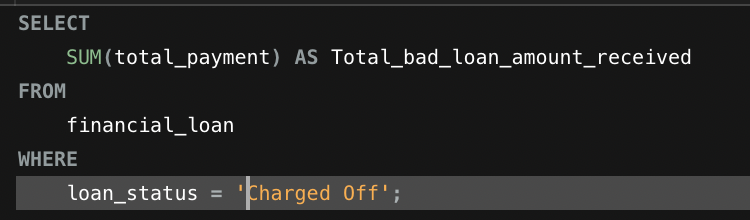 SELECT
SUM(total_payment) AS Total_bad_loan_amount_received
FROM
financial_loan
WHERE
loan_status = 'Charged Off';